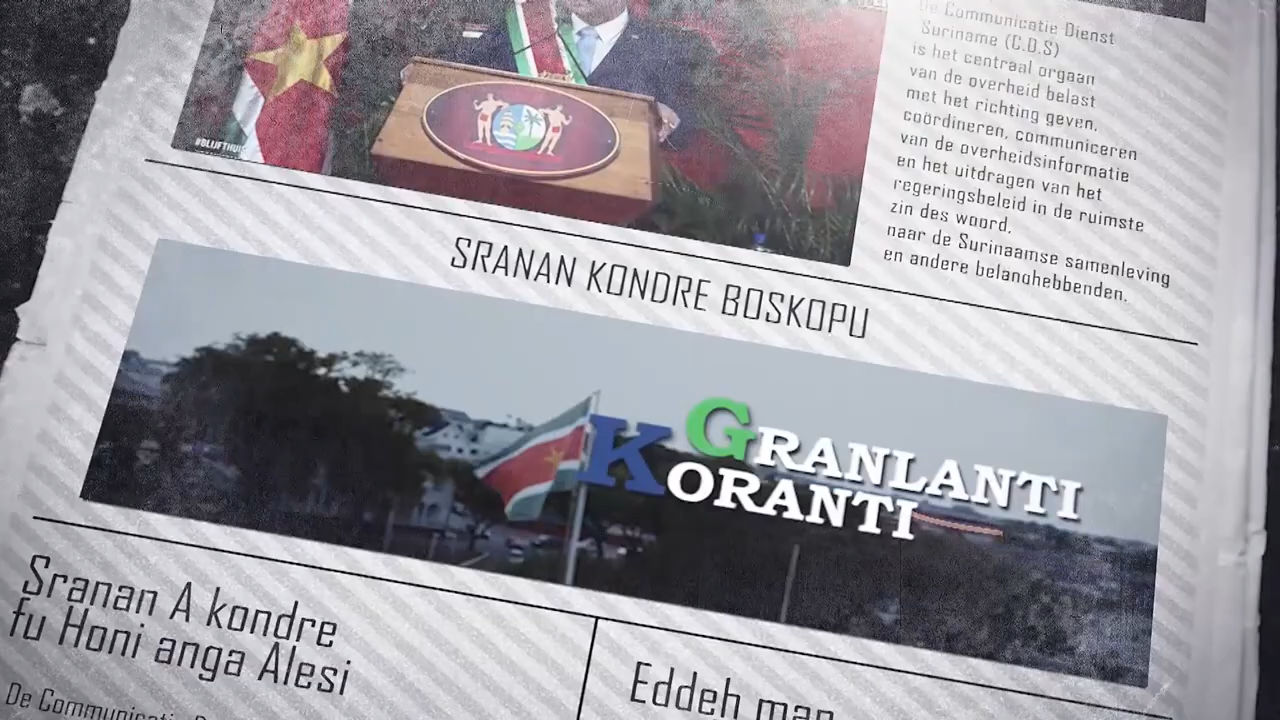 De Communicatie Dienst
Suriname (C.D.S)
is het centraal orgaan
van de overheid belast
met het richting geven,
coördineren, communiceren
van de overheidsinformatie
en het uitdragen van het
regeringsbeleid in de ruimste
zin des woord.
naar de Surinaamse samenleving
en andere belanghebbenden.
SRANAN KONDRE BOSKOPU
GRANLANTI
KORANTI
Sranan A kondre
fu Honi anga Alesi
De Communicatie
Eddeh man